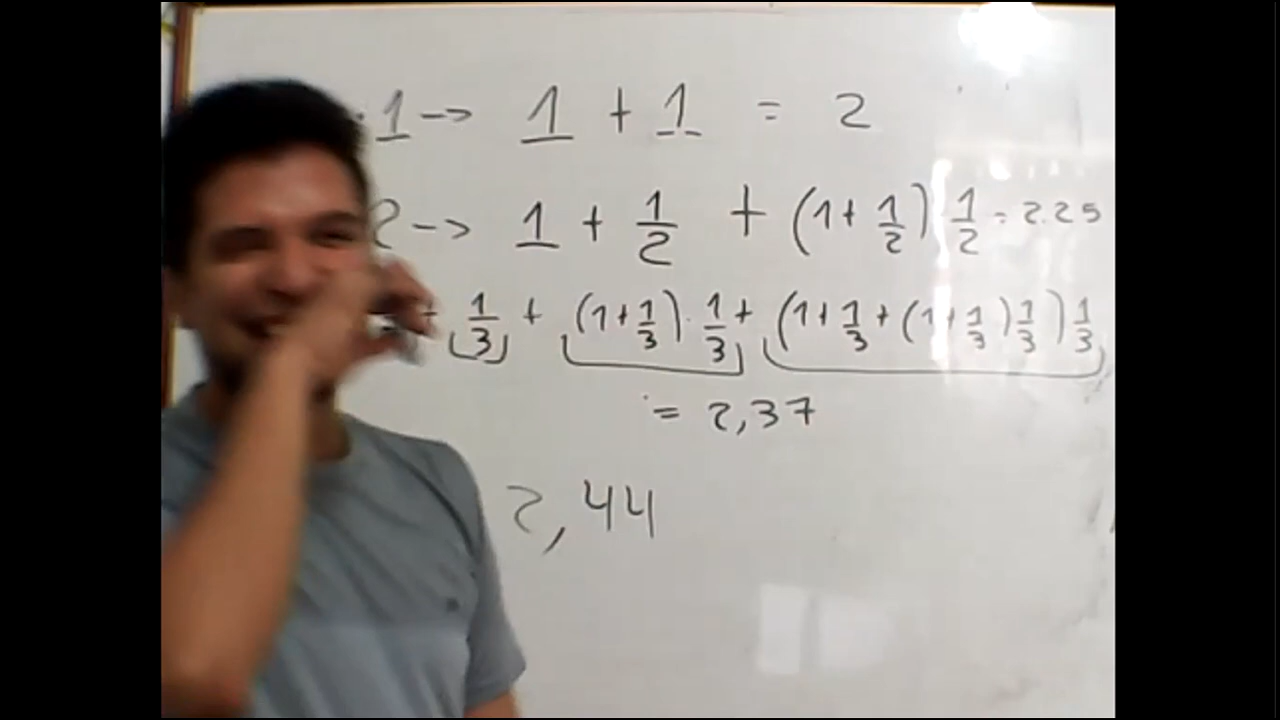 1 -> 1 + 1 = 2
2 -> 1 + 1/2 + (1 + 1/2) 1/2 = 2.25
+ 1/3 + (1 + 1/3) · 1/3 + (1 + 1/3 + (1 + 1/3) 1/3) 1/3
= 2,37
2,44